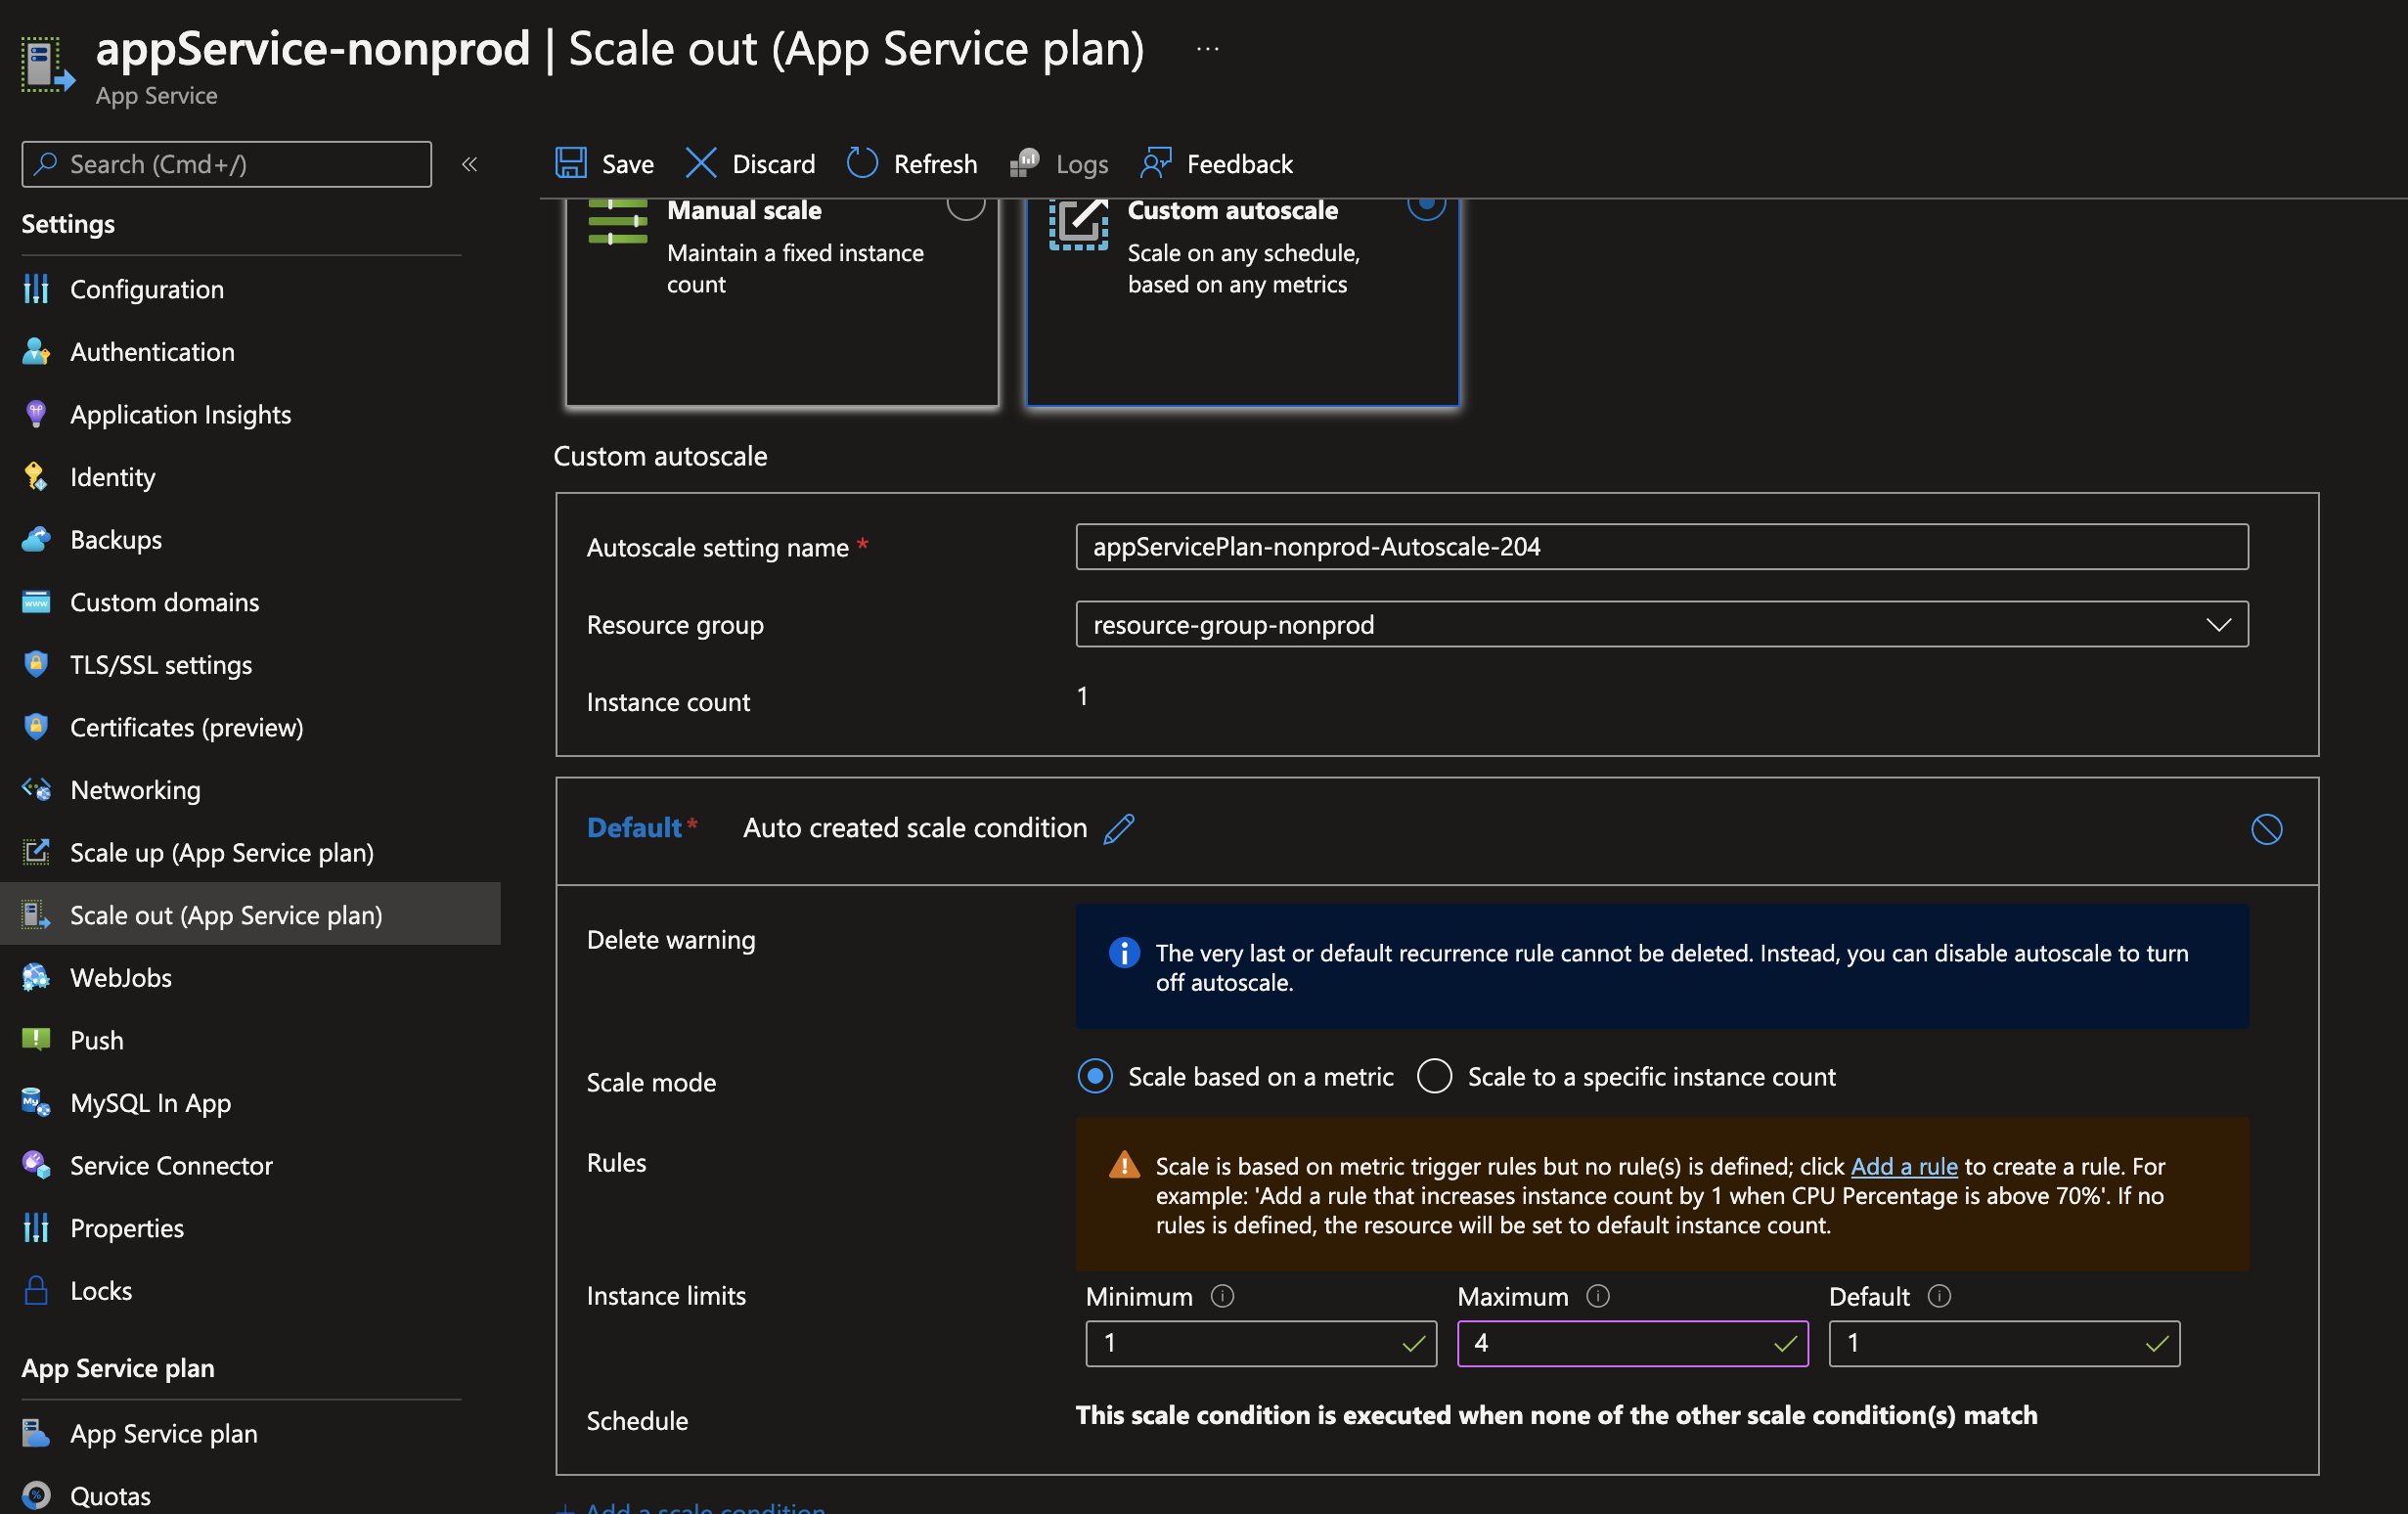 appService-nonprod | Scale out (App Service plan) ...
App Service
Search (Cmd+/)
«
Settings
Configuration
Authentication
Application Insights
Identity
Backups
Custom domains
TLS/SSL settings
Certificates (preview)
Networking
Scale up (App Service plan)
Scale out (App Service plan)
WebJobs
Push
MySQL In App
Service Connector
Properties
Locks
App Service plan
App Service plan
Quotas
Save
Discard
Refresh
Logs
Feedback
Manual scale
Maintain a fixed instance
count
Custom autoscale
Scale on any schedule,
based on any metrics
Custom autoscale
Autoscale setting name *
appServicePlan-nonprod-Autoscale-204
Resource group
resource-group-nonprod
Instance count
1
Default* Auto created scale condition
Delete warning
The very last or default recurrence rule cannot be deleted. Instead, you can disable autoscale to turn
off autoscale.
Scale mode
Scale based on a metric
Scale to a specific instance count
Rules
Scale is based on metric trigger rules but no rule(s) is defined; click Add a rule to create a rule. For
example: 'Add a rule that increases instance count by 1 when CPU Percentage is above 70%'. If no
rules is defined, the resource will be set to default instance count.
Instance limits
Minimum
1
Maximum
4
Default
1
Schedule
This scale condition is executed when none of the other scale condition(s) match
+ Add a scale condition